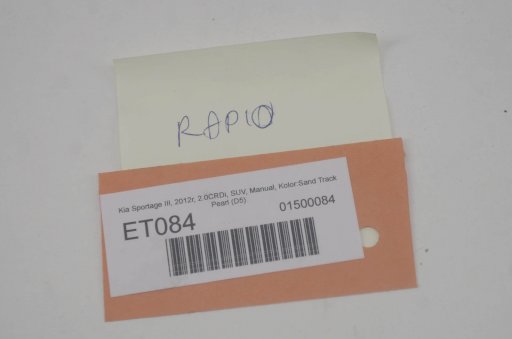 RADIO
Kia Sportage III, 2012r, 2.0CRDi, SUV, Manual, Kolor:Sand Track
Pearl (D5)
ET084
01500084